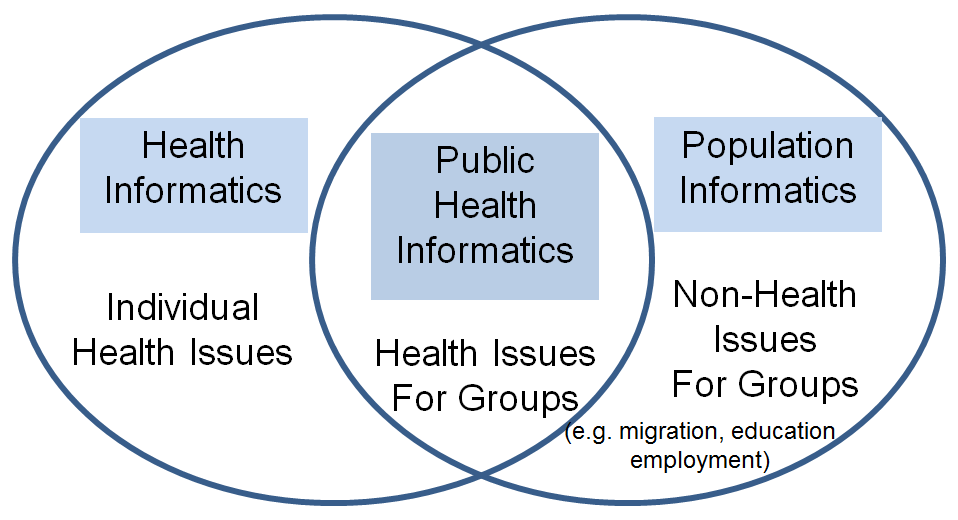 Health
Informatics
Individual
Health Issues
Public
Health
Informatics
Health Issues
For Groups
Population
Informatics
Non-Health
Issues
For Groups
(e.g. migration, education
employment)